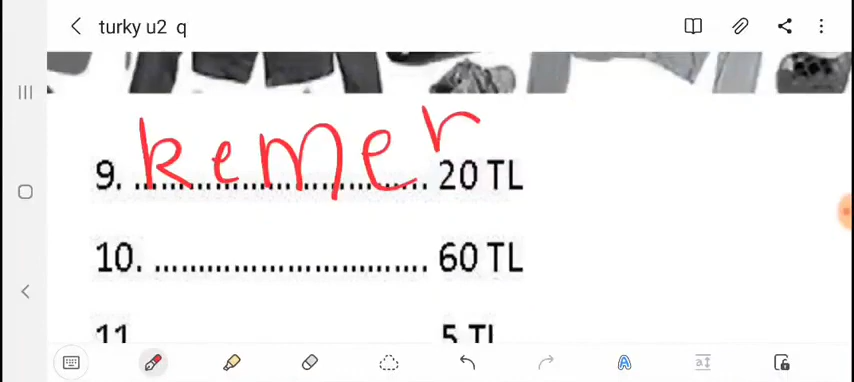 turky u2 q
9. kemer 20 TL
10. ............................ 60 TL
11 5 TL